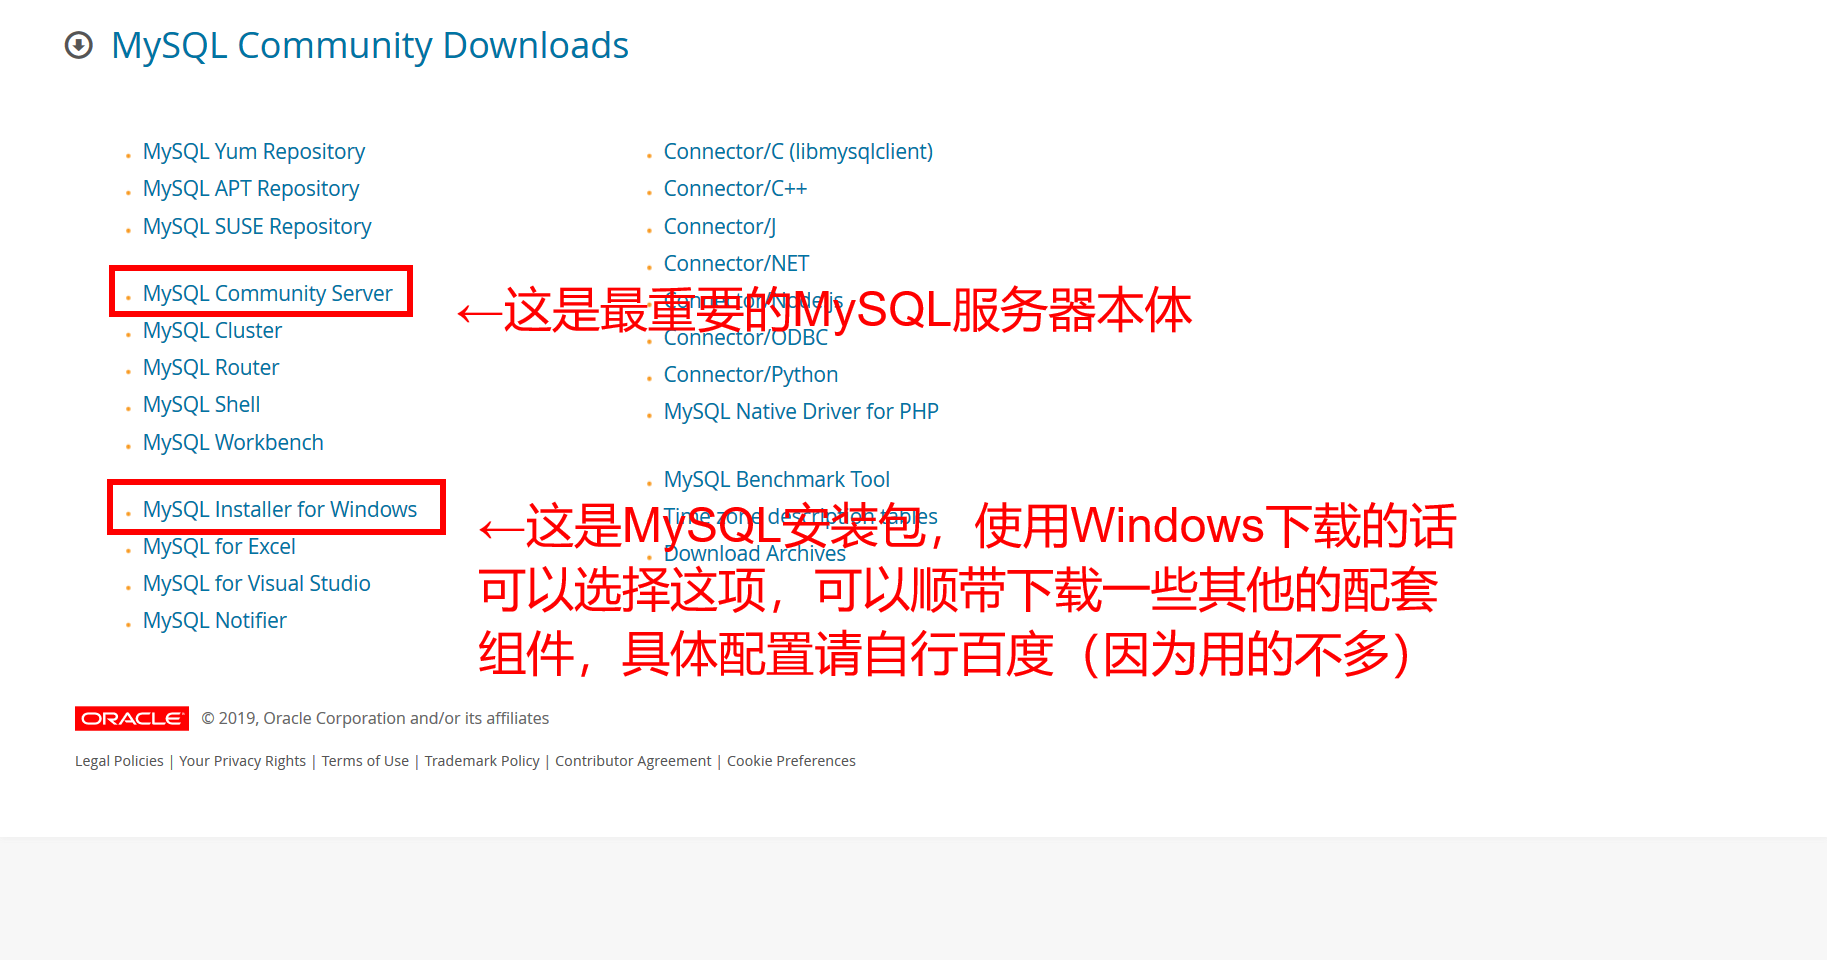 MySQL Community Downloads
MySQL Yum Repository
MySQL APT Repository
MySQL SUSE Repository
MySQL Community Server
MySQL Cluster
MySQL Router
MySQL Shell
MySQL Workbench
MySQL Installer for Windows
MySQL for Excel
MySQL for Visual Studio
MySQL Notifier
Connector/C (libmysqlclient)
Connector/C++
Connector/J
Connector/NET
Connector/Node.js
Connector/ODBC
Connector/Python
MySQL Native Driver for PHP
MySQL Benchmark Tool
Time zone description tables
Download Archives
←这是最重要的MySQL服务器本体
←这是MySQL安装包，使用Windows下载的话
可以选择这项，可以顺带下载一些其他的配套
组件，具体配置请自行百度（因为用的不多）
ORACLE © 2019, Oracle Corporation and/or its affiliates
Legal Policies | Your Privacy Rights | Terms of Use | Trademark Policy | Contributor Agreement | Cookie Preferences